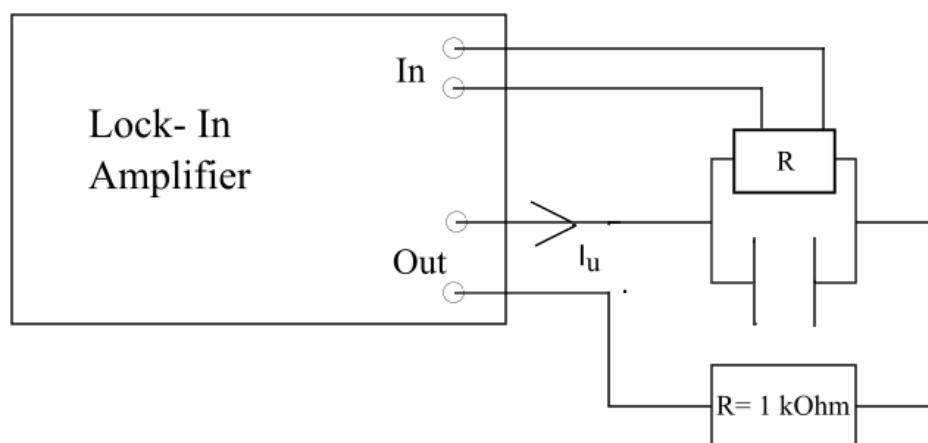 In
Lock- In
Amplifier
R
I_u
Out
R= 1 kOhm